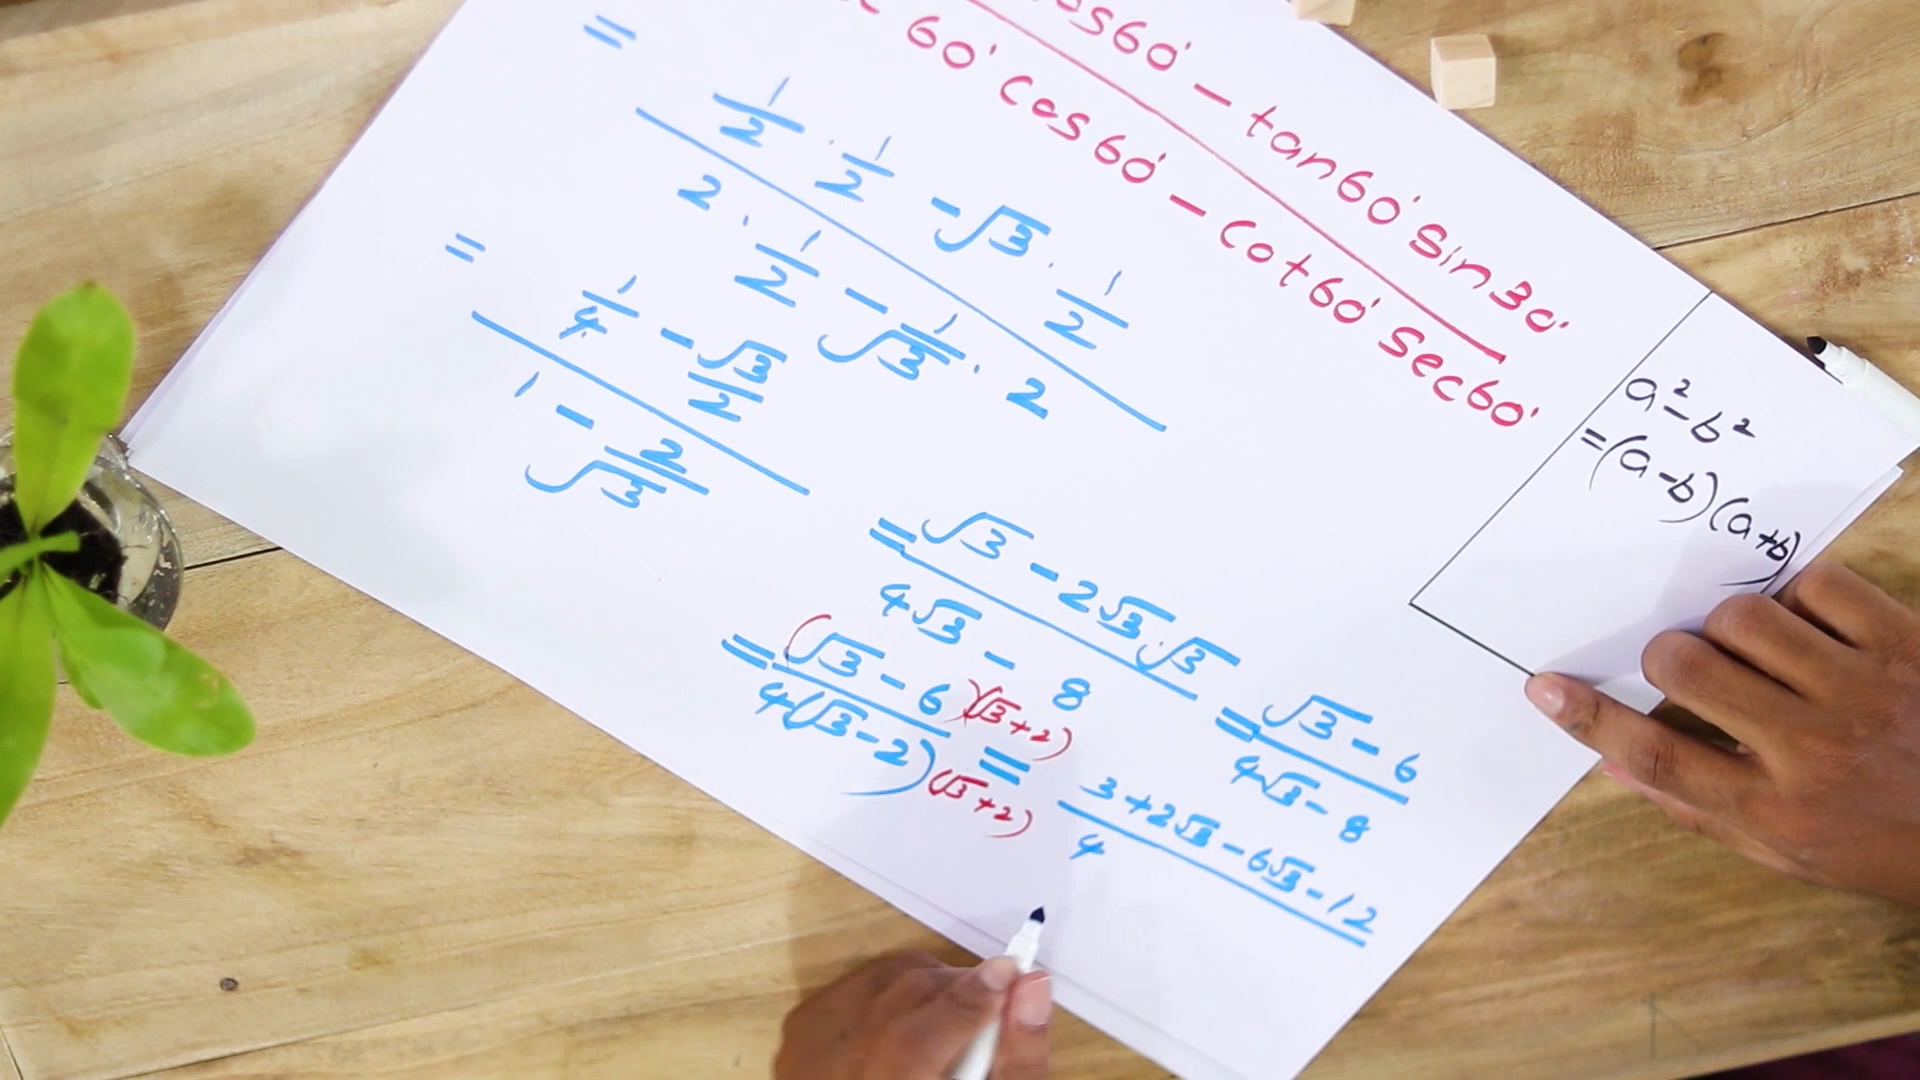 cos60° - tan60° sin30°
60° cos60° - cot60° sec60°
= 1/2 · 1/2 - √3 · 1/2
2 · 1/2 - 1/√3 · 2
= 1/4 - √3/2
1 - 2/√3
= √3 - 2√3·√3
4√3 - 8
= √3 - 6
4√3 - 8
= (√3 - 6)(√3+2)
4(√3-2)(√3+2)
= 3+2√3-6√3-12
4
a²-b²
=(a-b)(a+b)